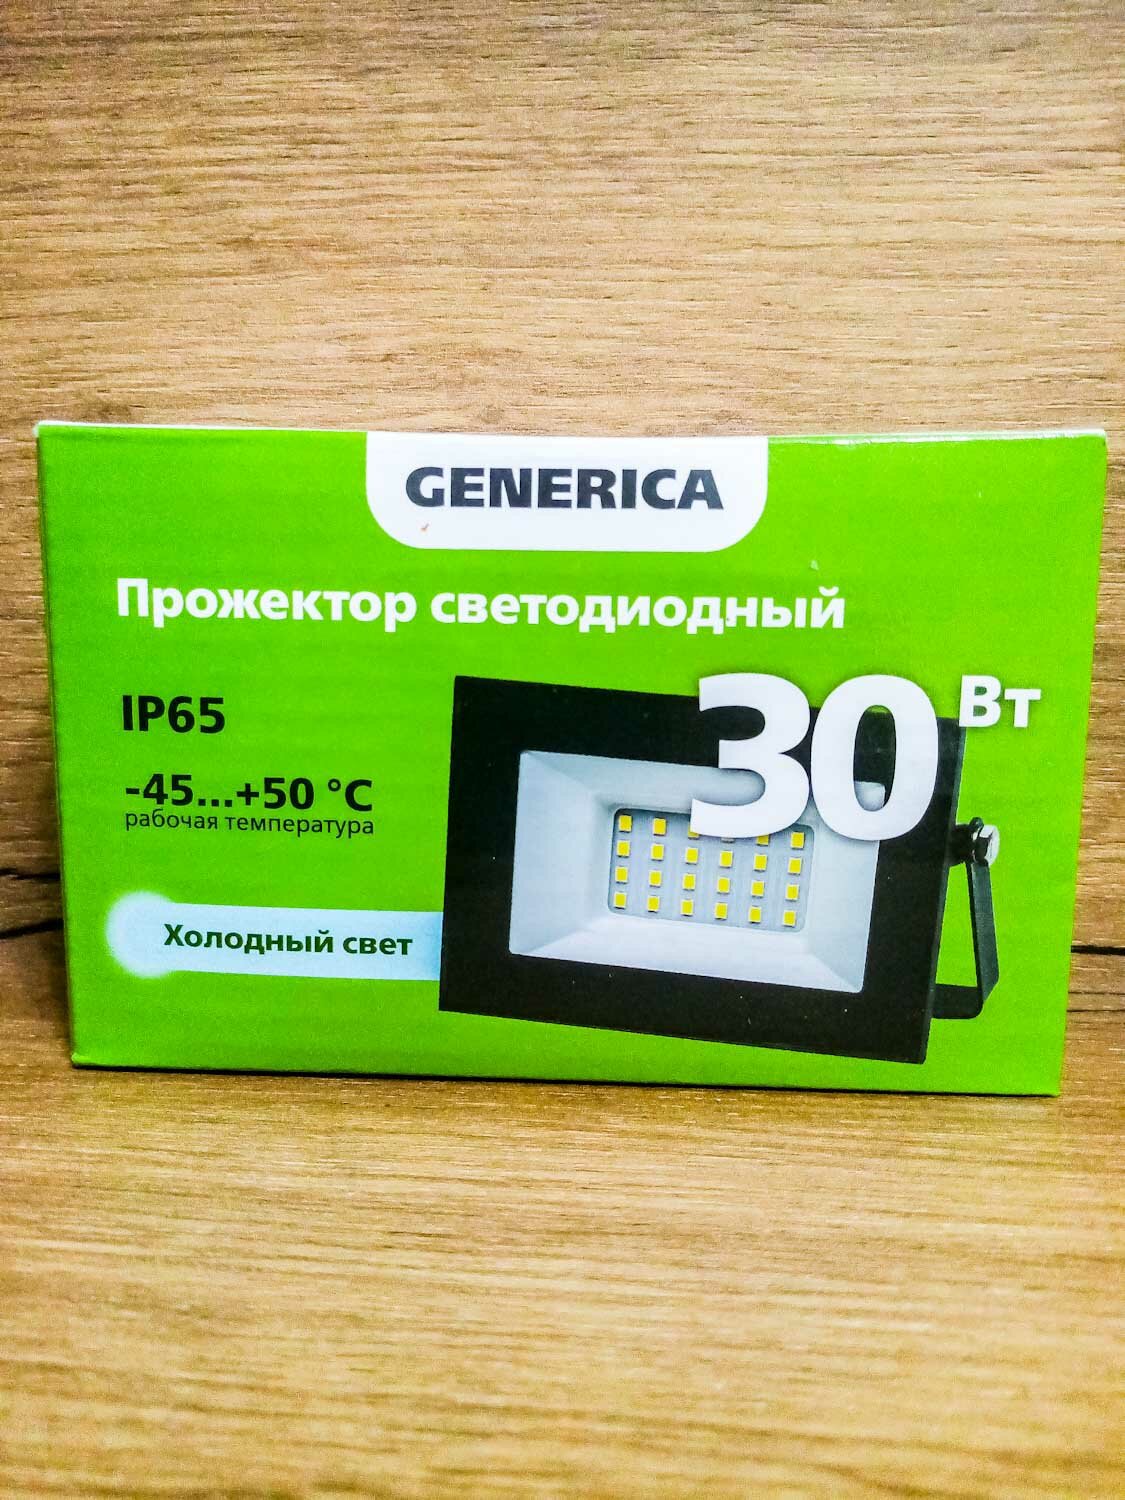 GENERICA
Прожектор светодиодный
30 Вт
IP65
-45...+50 °C
рабочая температура
Холодный свет